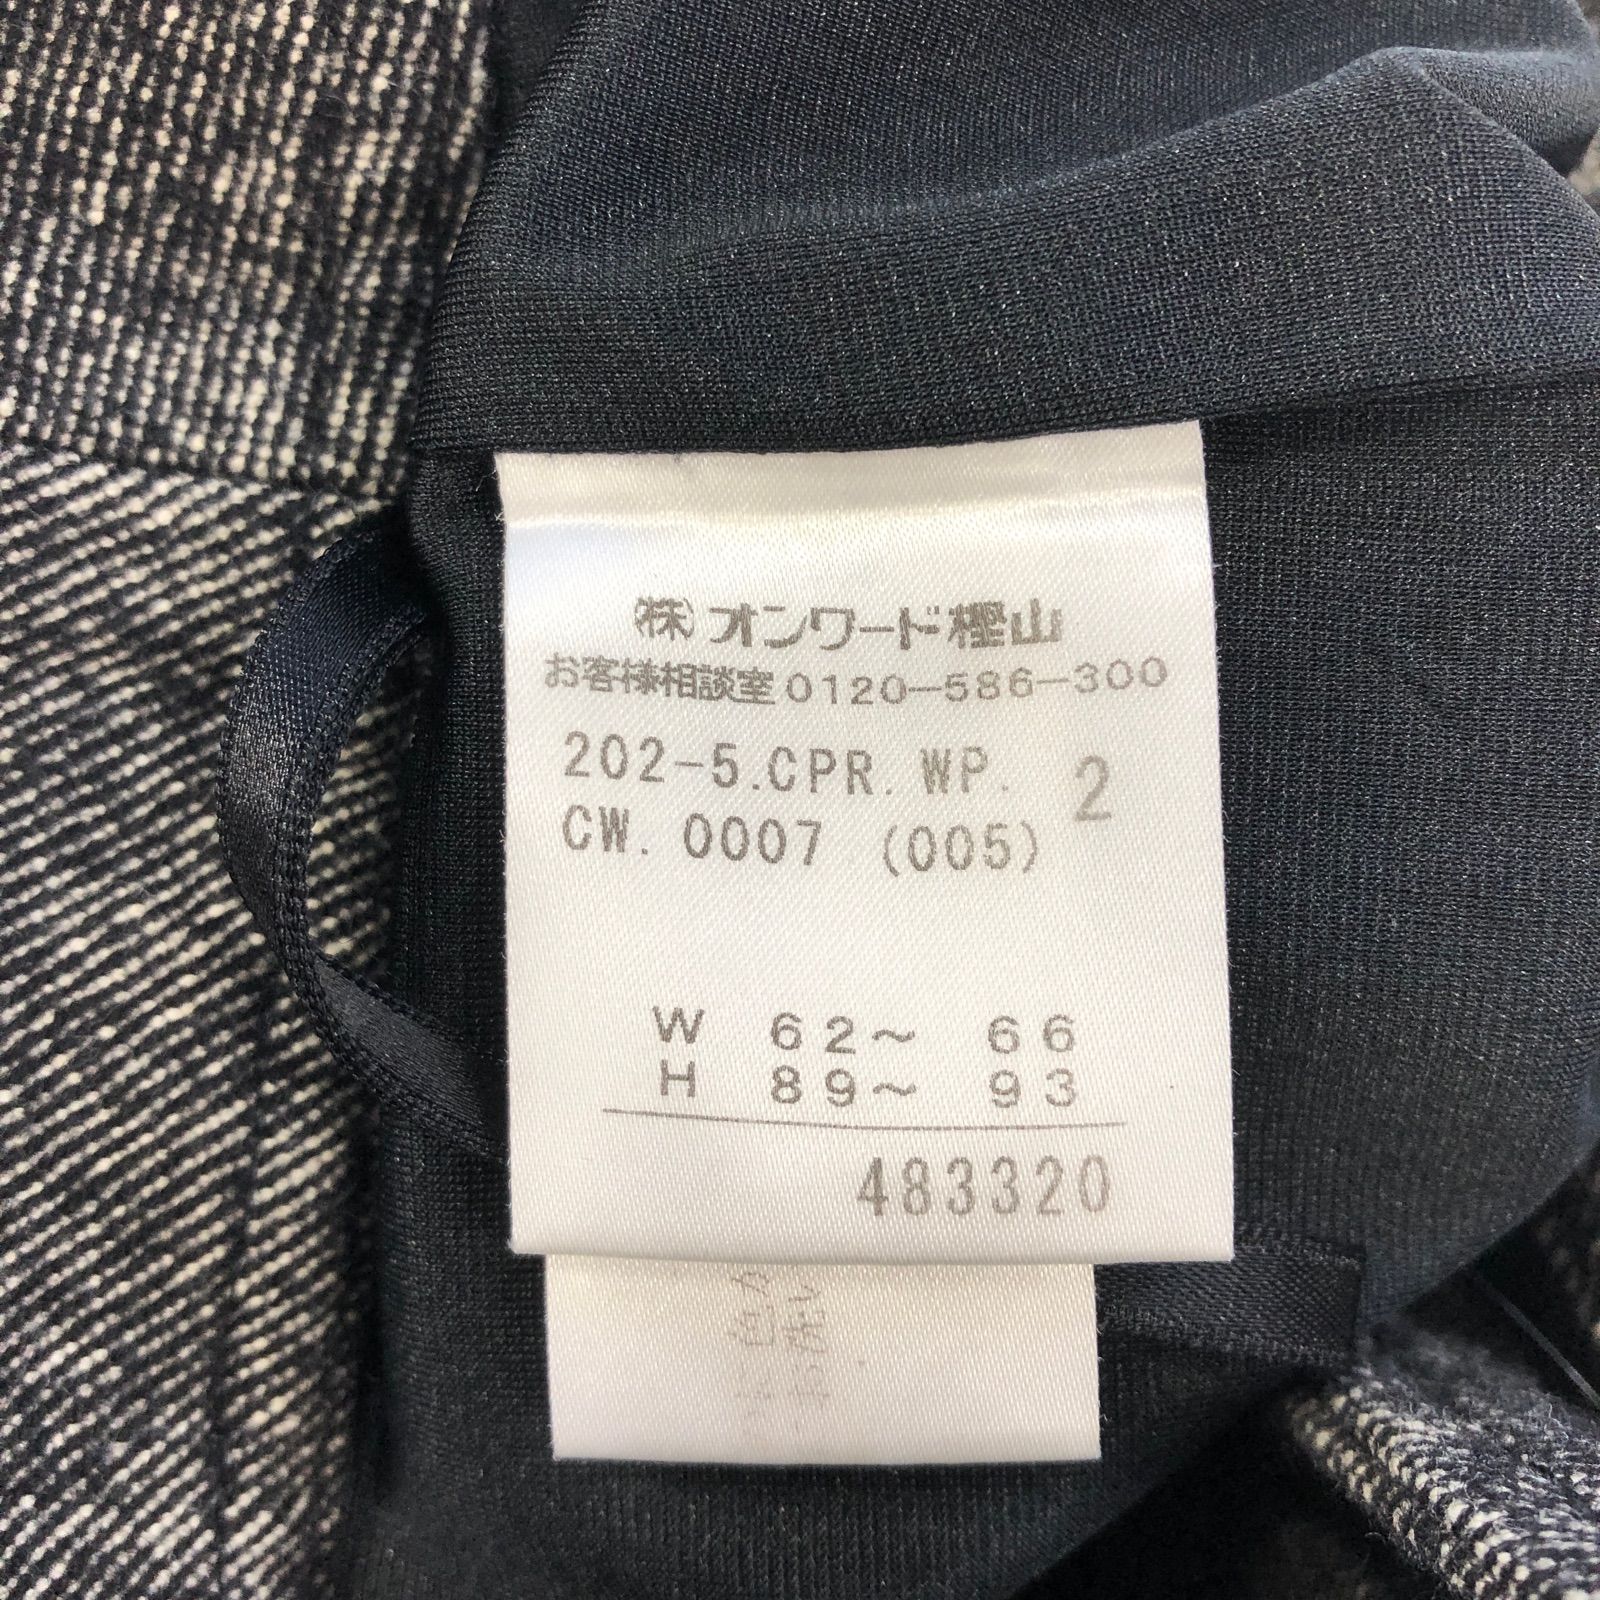 ㈱オンワード樫山
お客様相談室0120-586-300
202-5.CPR. WP. 2
CW. 0007 (005)
W 62~ 66
H 89~ 93
483320